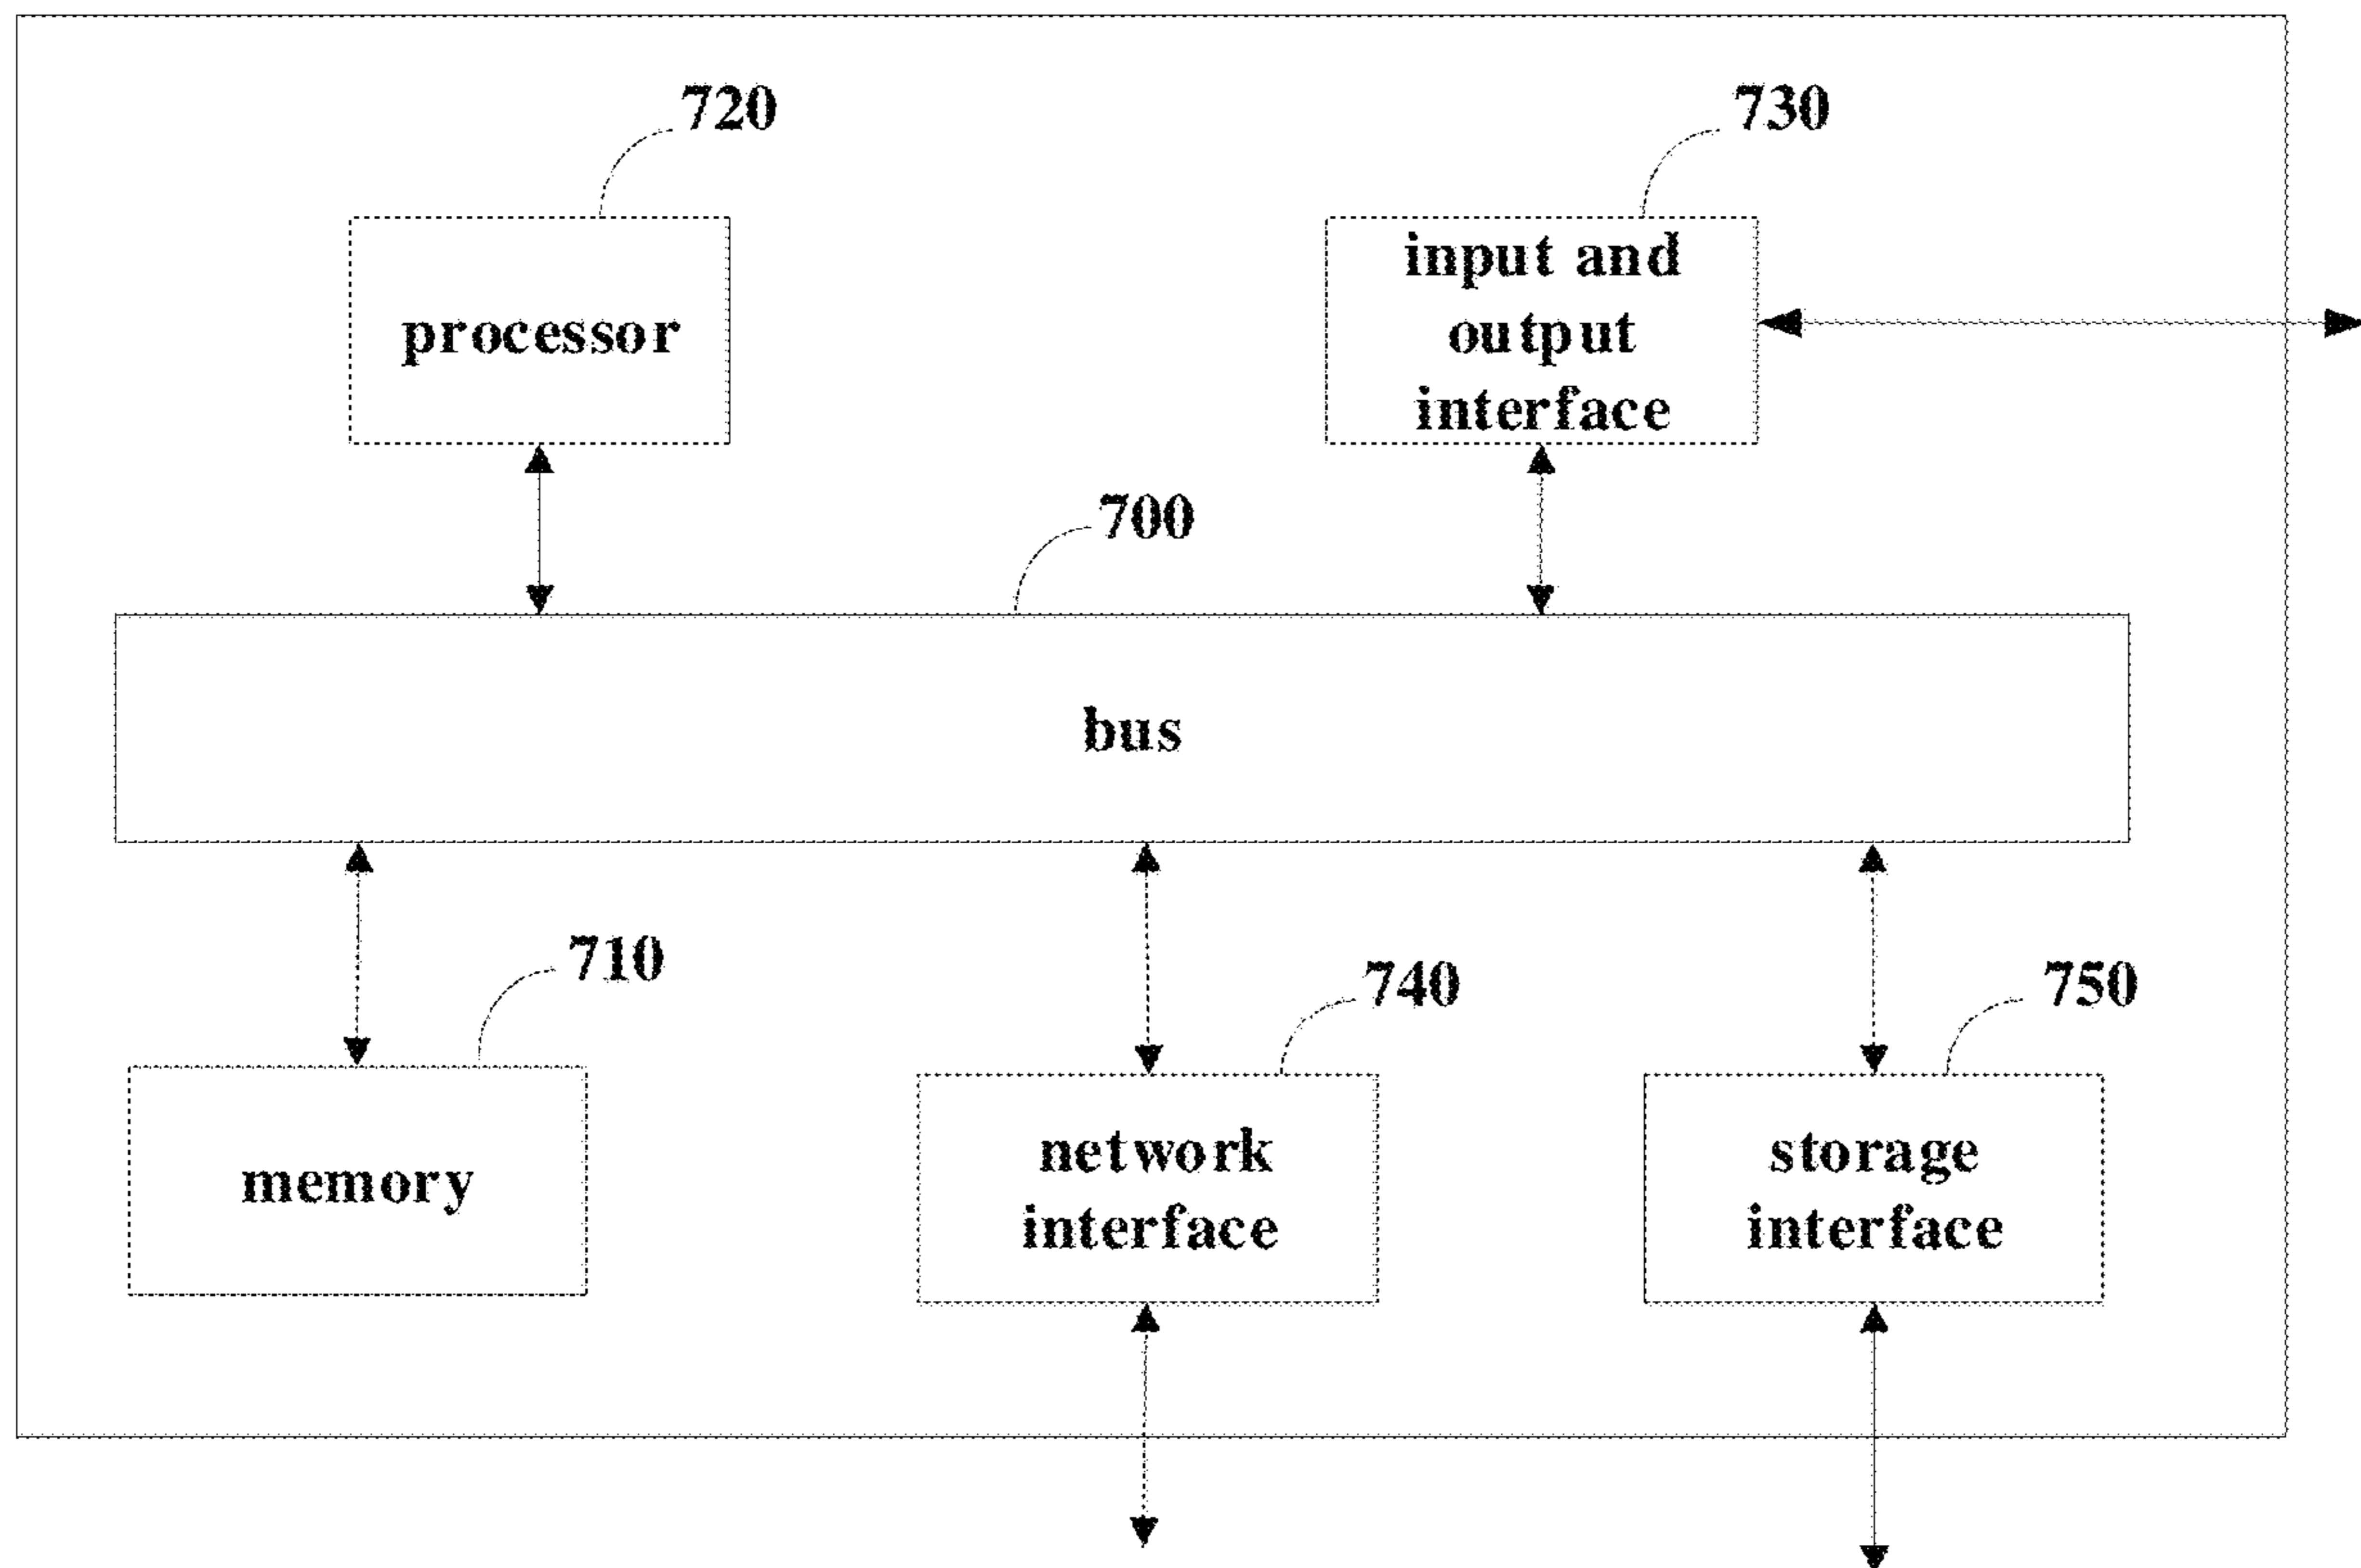 720
730
processor
input and
output
interface
700
bus
710
740
750
memory
network
interface
storage
interface